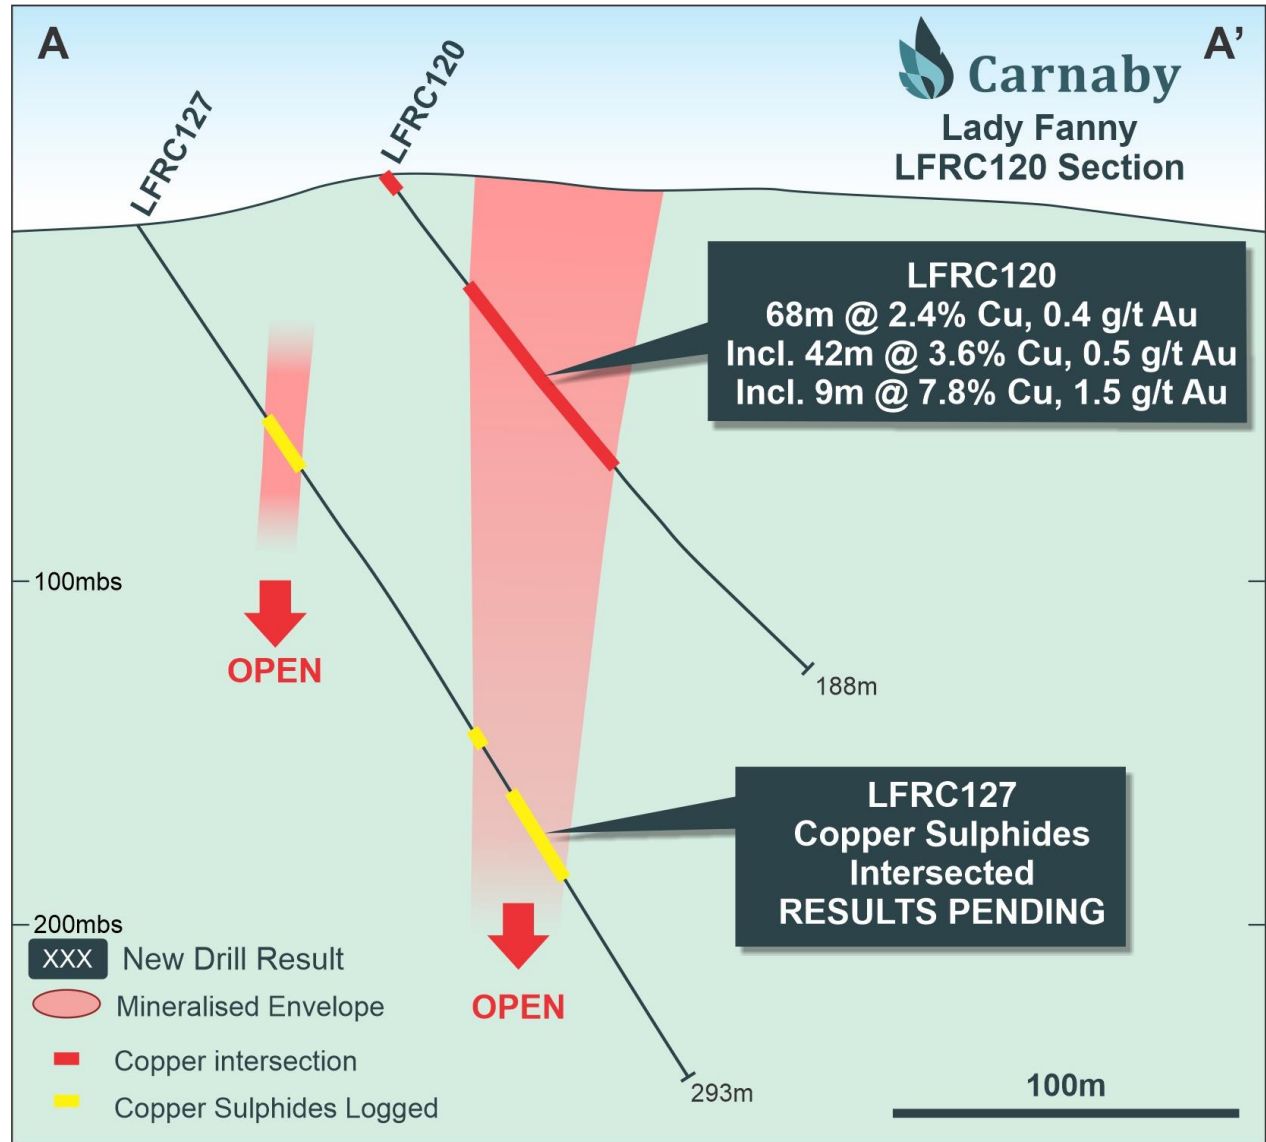 A
A’
Carnaby
Lady Fanny
LFRC120 Section
LFRC127
LFRC120
LFRC120
68m @ 2.4% Cu, 0.4 g/t Au
Incl. 42m @ 3.6% Cu, 0.5 g/t Au
Incl. 9m @ 7.8% Cu, 1.5 g/t Au
100mbs
OPEN
188m
LFRC127
Copper Sulphides
Intersected
RESULTS PENDING
200mbs
OPEN
XXX New Drill Result
Mineralised Envelope
Copper intersection
Copper Sulphides Logged
293m
100m